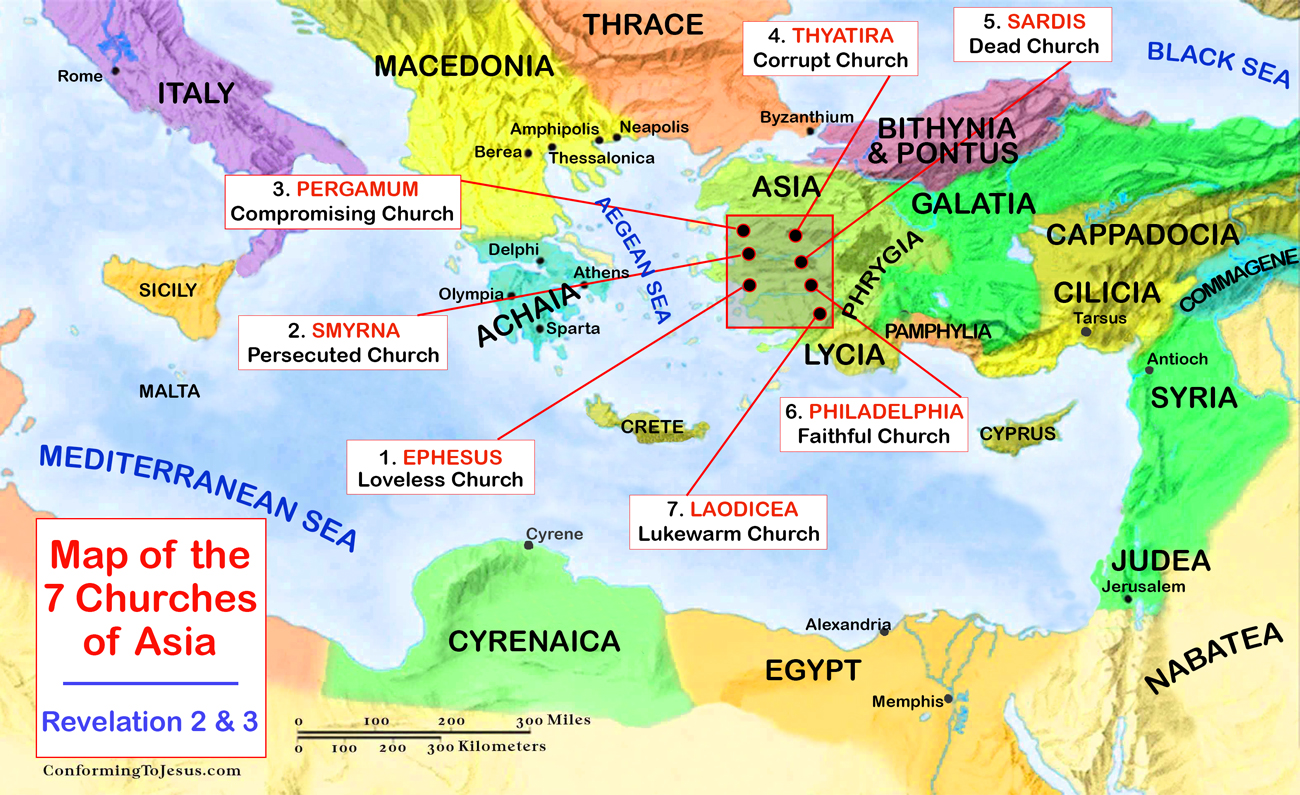 THRACE
4. THYATIRA
Corrupt Church
5. SARDIS
Dead Church
BLACK SEA
MACEDONIA
Rome
ITALY
Byzanthium
Amphipolis
Neapolis
Berea
Thessalonica
BITHYNIA
& PONTUS
3. PERGAMUM
Compromising Church
ASIA
GALATIA
AEGEAN SEA
CAPPADOCIA
Delphi
PHRYGIA
COMMAGENE
Athens
SICILY
Olympia
ACHAIA
CILICIA
Tarsus
2. SMYRNA
Persecuted Church
Sparta
PAMPHYLIA
LYCIA
Antioch
MALTA
SYRIA
CRETE
6. PHILADELPHIA
Faithful Church
CYPRUS
MEDITERRANEAN SEA
1. EPHESUS
Loveless Church
7. LAODICEA
Lukewarm Church
Cyrene
Map of the
7 Churches
of Asia
Revelation 2 & 3
JUDEA
Jerusalem
Alexandria
CYRENAICA
EGYPT
NABATEA
Memphis
Nile R.
0 100 200 300 Miles
0 100 200 300 Kilometers
ConformingToJesus.com